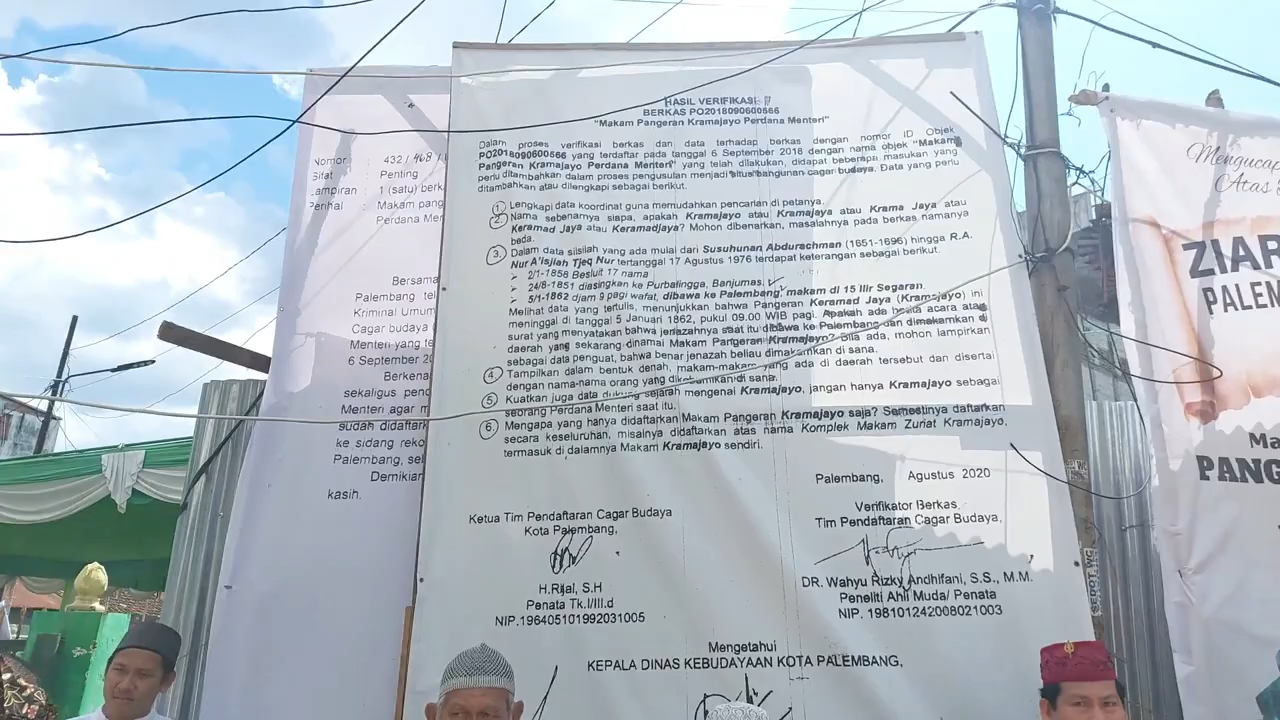 HASIL VERIFIKASI
BERKAS PO2018090600566
"Makam Pangeran Kramajayo Perdana Menteri"
Dalam proses verifikasi berkas dan data terhadap berkas dengan nomor ID Objek
PO2018090600566 yang terdaftar pada tanggal 6 September 2018 dengan nama objek "Makam
Pangeran Kramajayo Perdana Menteri" yang telah dilakukan, didapat beberapa masukan yang
perlu ditambahkan dalam proses pengusulan menjadi situs/bangunan cagar budaya. Data yang perlu
ditambahkan atau dilengkapi sebagai berikut.
1. Lengkapi data koordinat guna memudahkan pencarian di petanya.
2. Nama sebenarnya siapa, apakah Kramajayo atau Kramajaya atau Krama Jaya atau
Keramad Jaya atau Keramadjaya? Mohon dibenarkan, masalahnya pada berkas namanya
beda.
3. Dalam data silsilah yang ada mulai dari Susuhunan Abdurachman (1651-1696) hingga R.A.
Nur A'isjiah Tjeq Nur tertanggal 17 Agustus 1976 terdapat keterangan sebagai berikut.
➢ 2/1-1858 Besluit 17 nama
➢ 24/8-1851 diasingkan ke Purbalingga, Banjumas.
➢ 5/1-1862 djam 9 pagi wafat, dibawa ke Palembang, makam di 15 Ilir Segaran.
Melihat data yang tertulis, menunjukkan bahwa Pangeran Keramad Jaya (Kramajayo) ini
meninggal di tanggal 5 Januari 1862, pukul 09.00 WIB pagi. Apakah ada berita acara atau
surat yang menyatakan bahwa jenazahnya saat itu dibawa ke Palembang dan dimakamkan di
daerah yang sekarang dinamai Makam Pangeran Kramajayo? Bila ada, mohon lampirkan
sebagai data penguat, bahwa benar jenazah beliau dimakamkan di sana.
4. Tampilkan dalam bentuk denah, makam-makam yang ada di daerah tersebut dan disertai
dengan nama-nama orang yang dikebumikan di sana.
5. Kuatkan juga data dukung sejarah mengenai Kramajayo, jangan hanya Kramajayo sebagai
seorang Perdana Menteri saat itu.
6. Mengapa yang hanya didaftarkan Makam Pangeran Kramajayo saja? Semestinya daftarkan
secara keseluruhan, misalnya didaftarkan atas nama Komplek Makam Zuriat Kramajayo,
termasuk di dalamnya Makam Kramajayo sendiri.
Palembang, Agustus 2020
Ketua Tim Pendaftaran Cagar Budaya
Kota Palembang,
H.Rijal, S.H
Penata Tk.I/III.d
NIP.196405101992031005
Verifikator Berkas
Tim Pendaftaran Cagar Budaya,
DR. Wahyu Rizky Andhifani, S.S., M.M.
Peneliti Ahli Muda/ Penata
NIP. 198101242008021003
Mengetahui
KEPALA DINAS KEBUDAYAAN KOTA PALEMBANG,
Nomor : 432 / 468 /
Sifat : Penting
Lampiran : 1 (satu) berk
Perihal : Makam pang
Perdana Mer
Bersama
Palembang tel
Kriminal Umum
Cagar budaya
Menteri yang te
6 September 20
Berkena
sekaligus peng
Menteri agar m
sudah didaftar
ke sidang reko
Palembang, sel
Demikian
kasih.
Mengucap
Atas
ZIAR
PALEM
Ma
PANG
SEDOT WC